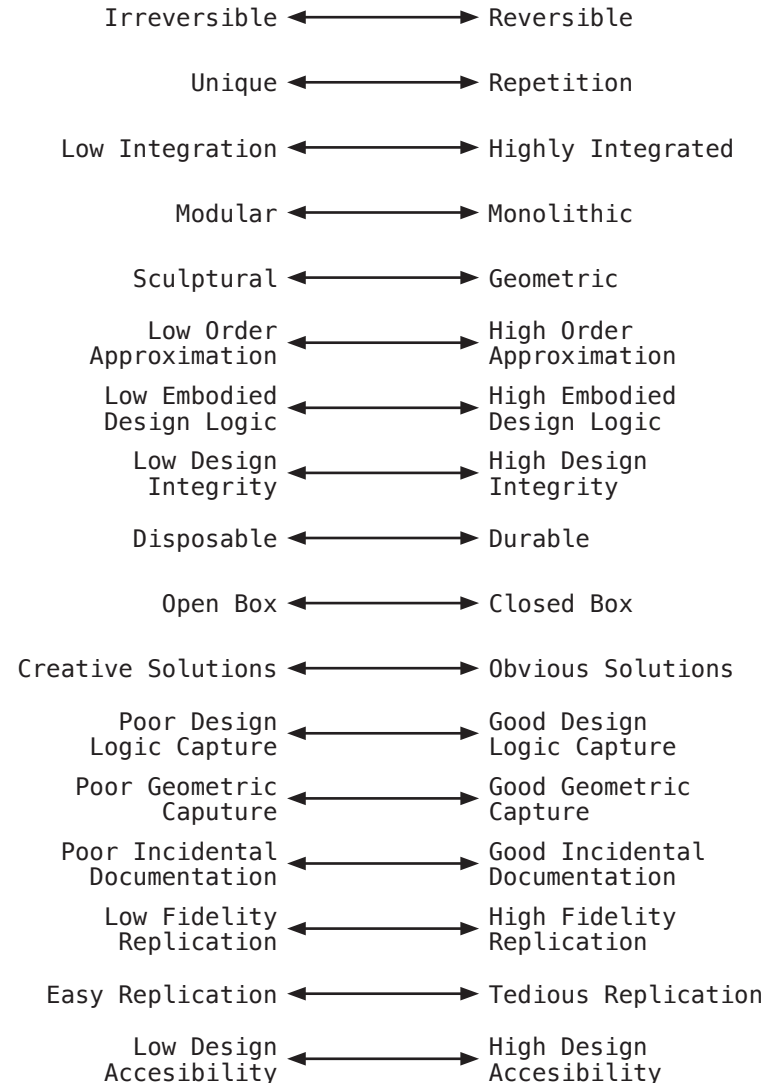 Irreversible Reversible
Unique Repetition
Low Integration Highly Integrated
Modular Monolithic
Sculptural Geometric
Low Order High Order
Approximation Approximation
Low Embodied High Embodied
Design Logic Design Logic
Low Design High Design
Integrity Integrity
Disposable Durable
Open Box Closed Box
Creative Solutions Obvious Solutions
Poor Design Good Design
Logic Capture Logic Capture
Poor Geometric Good Geometric
Caputure Capture
Poor Incidental Good Incidental
Documentation Documentation
Low Fidelity High Fidelity
Replication Replication
Easy Replication Tedious Replication
Low Design High Design
Accesibility Accesibility